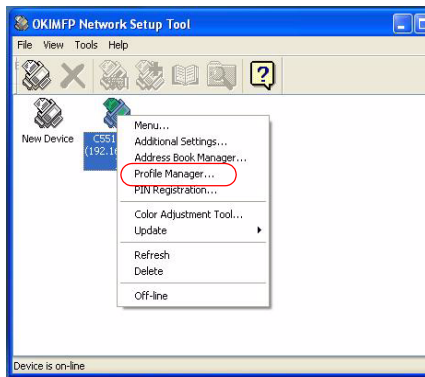 OKIMFP Network Setup Tool
File View Tools Help
New Device
C551
(192.16
Menu...
Additional Settings...
Address Book Manager...
Profile Manager...
PIN Registration...
Color Adjustment Tool...
Update
Refresh
Delete
Off-line
Device is on-line